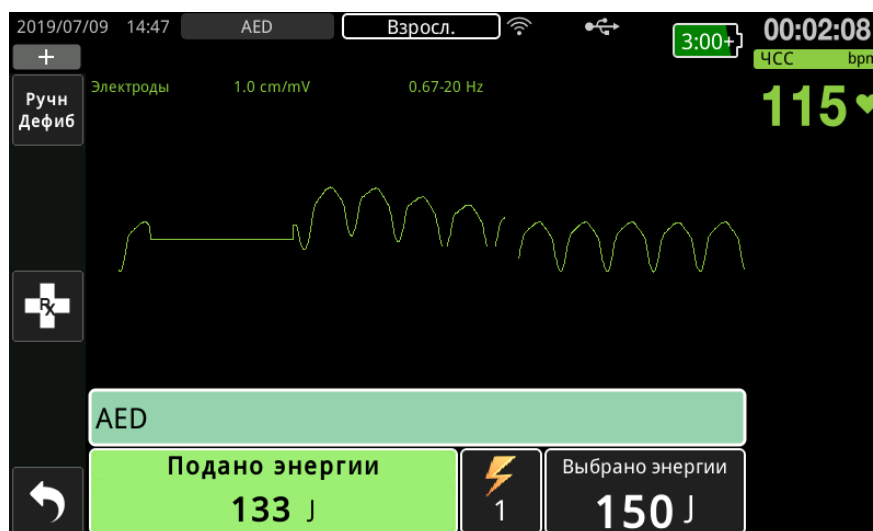 2019/07/09 14:47 AED Взросл. 3:00+ 00:02:08
+
ЧСС bpm
Ручн
Дефиб
Электроды 1.0 cm/mV 0.67-20 Hz
115
Rx
AED
Подано энергии
133 J
1
Выбрано энергии
150 J